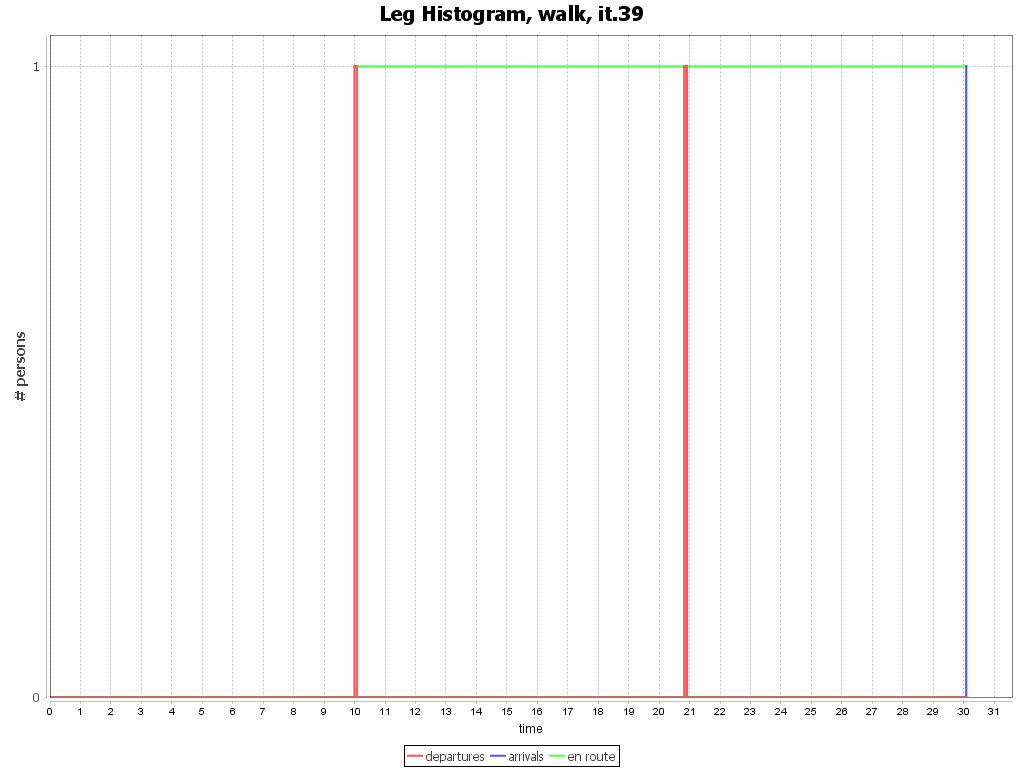 Leg Histogram, walk, it.39
# persons
1
0
0 1 2 3 4 5 6 7 8 9 10 11 12 13 14 15 16 17 18 19 20 21 22 23 24 25 26 27 28 29 30 31
time
departures arrivals en route